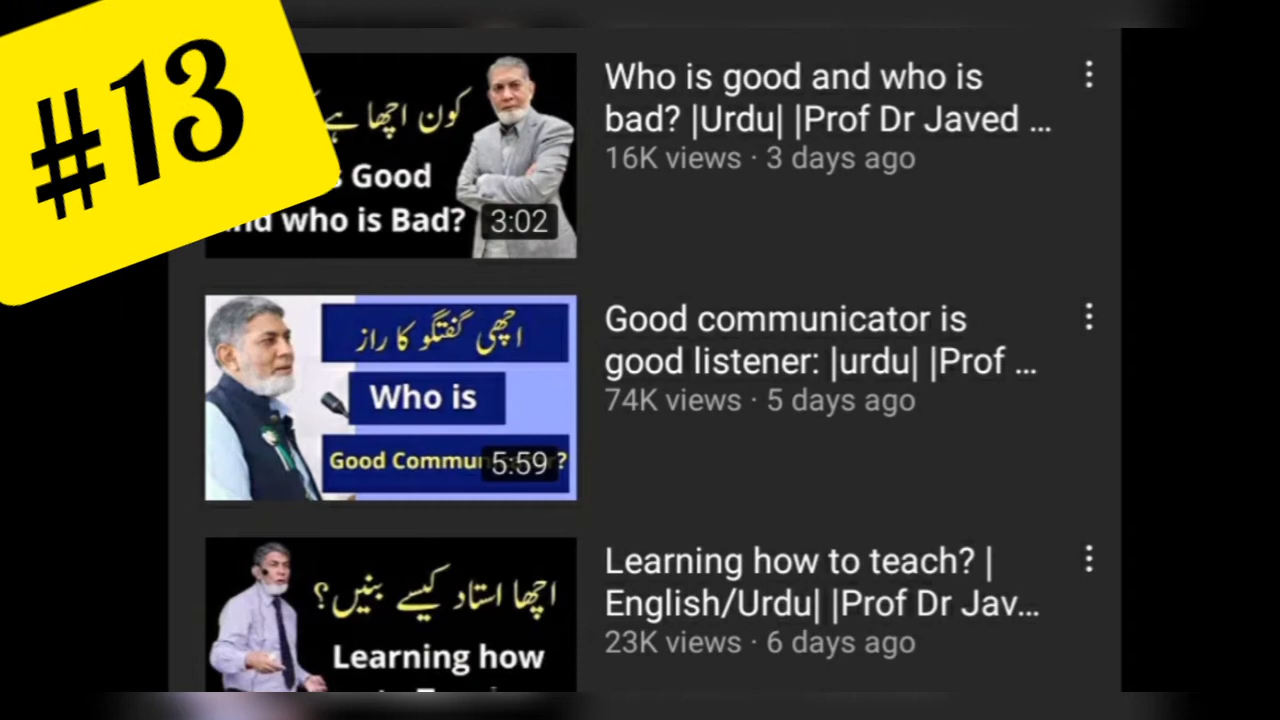 #13
کون اچھا ہے
s Good
nd who is Bad?
3:02
Who is good and who is
bad? |Urdu| |Prof Dr Javed ...
16K views · 3 days ago
اچھی گفتگو کا راز
Who is
Good Commun
?
5:59
Good communicator is
good listener: |urdu| |Prof ...
74K views · 5 days ago
اچھا استاد کیسے بنیں؟
Learning how
Learning how to teach? |
English/Urdu| |Prof Dr Jav...
23K views · 6 days ago